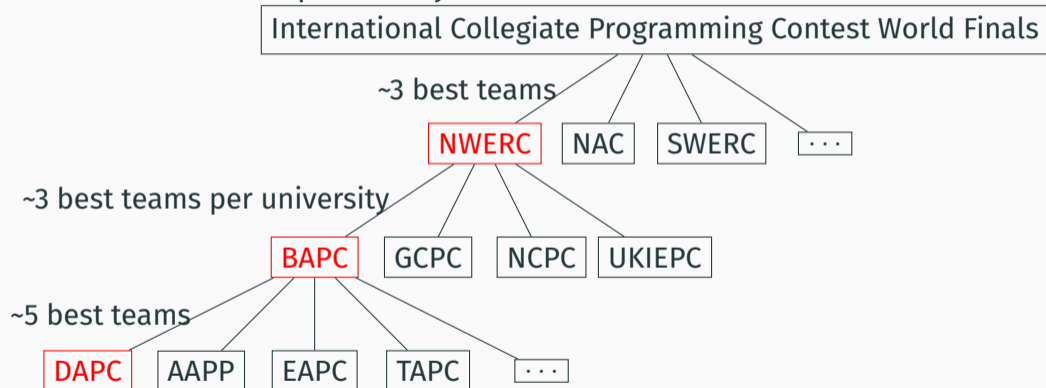 International Collegiate Programming Contest World Finals
~3 best teams
NWERC NAC SWERC ...
~3 best teams per university
BAPC GCPC NCPC UKIEPC
~5 best teams
DAPC AAPP EAPC TAPC ...